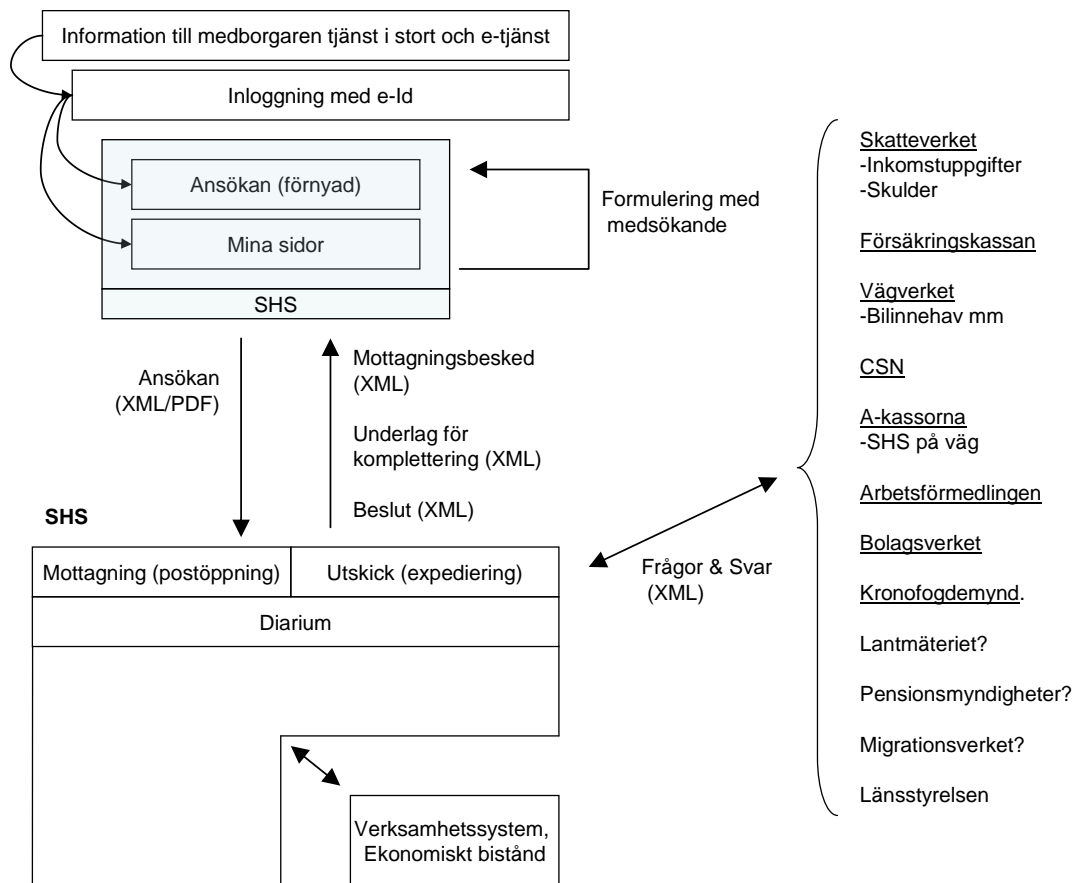 Information till medborgaren tjänst i stort och e-tjänst
Inloggning med e-Id
Ansökan (förnyad)
Mina sidor
SHS
Formulering med
medsökande
Ansökan
(XML/PDF)
Mottagningsbesked
(XML)
Underlag för
komplettering (XML)
Beslut (XML)
SHS
Mottagning (postöppning)
Utskick (expediering)
Diarium
Verksamhetssystem,
Ekonomiskt bistånd
Frågor & Svar
(XML)
Skatteverket
-Inkomstuppgifter
-Skulder
Försäkringskassan
Vägverket
-Bilinnehav mm
CSN
A-kassorna
-SHS på väg
Arbetsförmedlingen
Bolagsverket
Kronofogdemynd.
Lantmäteriet?
Pensionsmyndigheter?
Migrationsverket?
Länsstyrelsen